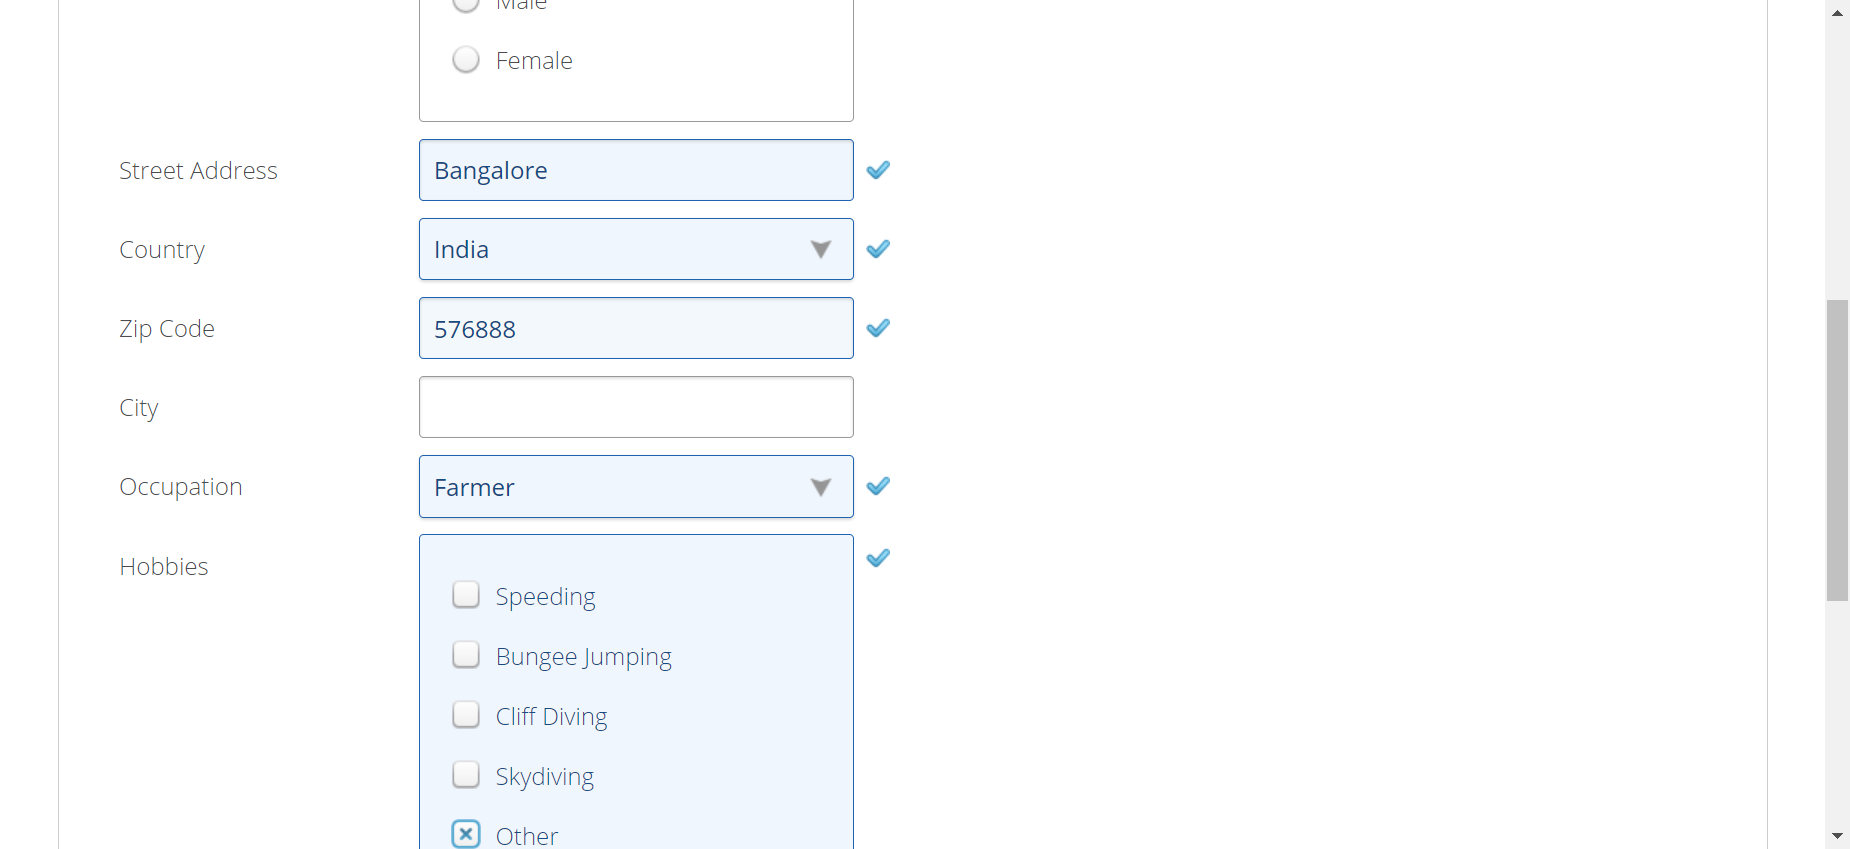 Male
Female
Street Address
Bangalore
Country
India
Zip Code
576888
City
Occupation
Farmer
Hobbies
Speeding
Bungee Jumping
Cliff Diving
Skydiving
Other